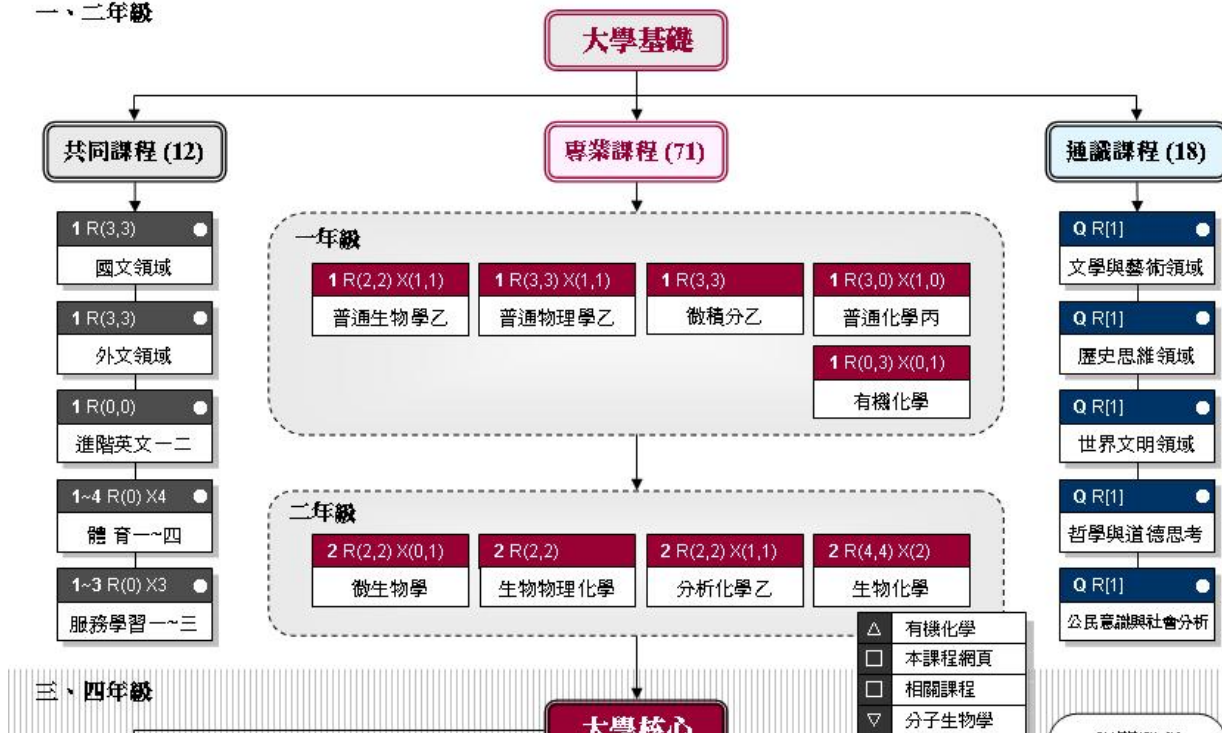 一、二年級
大學基礎
共同課程 (12)
專業課程 (71)
通識課程 (18)
1 R(3,3)
國文領域
1 R(3,3)
外文領域
1 R(0,0)
進階英文一二
1~4 R(0) X4
體 育一~四
1~3 R(0) X3
服務學習一~三
一年級
1 R(2,2) X(1,1)
普通生物學乙
1 R(3,3) X(1,1)
普通物理學乙
1 R(3,3)
微積分乙
1 R(3,0) X(1,0)
普通化學丙
1 R(0,3) X(0,1)
有機化學
二年級
2 R(2,2) X(0,1)
微生物學
2 R(2,2)
生物物理化學
2 R(2,2) X(1,1)
分析化學乙
2 R(4,4) X(2)
生物化學
△ 有機化學
□ 本課程網頁
□ 相關課程
▽ 分子生物學
Q R[1]
文學與藝術領域
Q R[1]
歷史思維領域
Q R[1]
世界文明領域
Q R[1]
哲學與道德思考
Q R[1]
公民意識與社會分析
三、四年級
大學核心